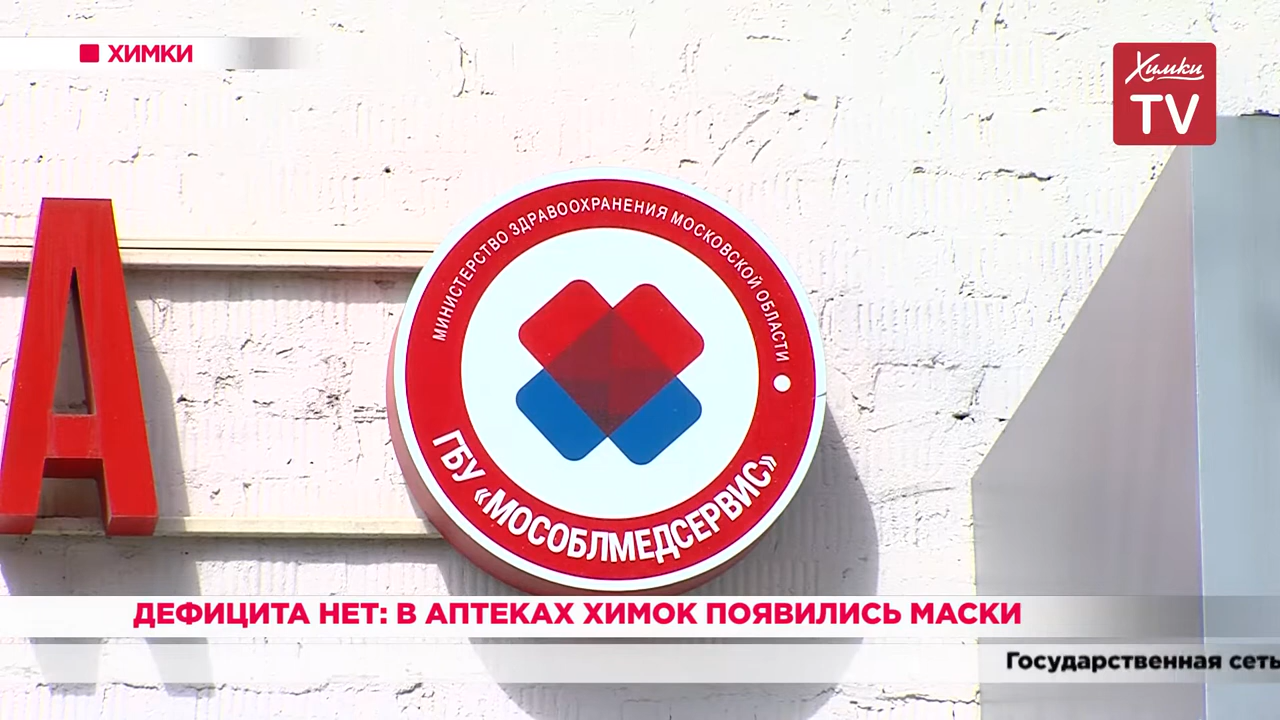 ХИМКИ
Химки
TV
А
МИНИСТЕРСТВО ЗДРАВООХРАНЕНИЯ МОСКОВСКОЙ ОБЛАСТИ
ГБУ «МОСОБЛМЕДСЕРВИС»
ДЕФИЦИТА НЕТ: В АПТЕКАХ ХИМОК ПОЯВИЛИСЬ МАСКИ
Государственная сеть